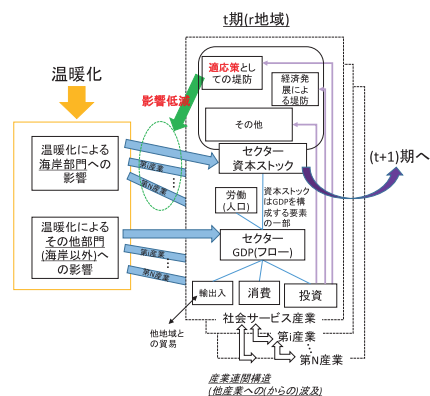 t期(r地域)
温暖化
適応策とし
ての堤防
経済発
展によ
る堤防
影響低減
その他
温暖化による
海岸部門への
影響
第i産業
第N産業
セクター
資本ストック
(t+1)期へ
労働
(人口)
資本ストック
はGDPを構
成する要素
の一部
温暖化による
その他部門
(海岸以外)へ
の影響
第i産業
第N産業
セクター
GDP(フロー)
輸出入
消費
投資
社会サービス産業
他地域と
の貿易
第i産業
第N産業
産業連関構造
(他産業への(からの)波及)